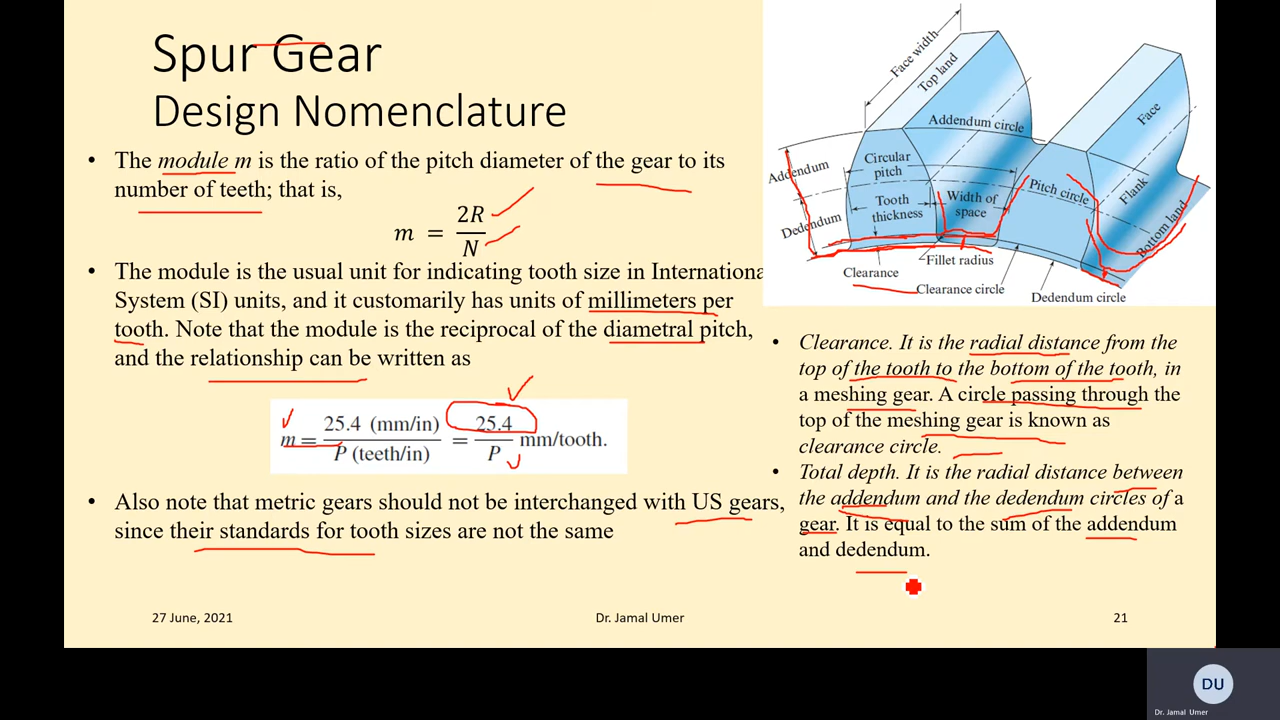 Spur Gear
Design Nomenclature
• The module m is the ratio of the pitch diameter of the gear to its
number of teeth; that is,
m = 2R/N
• The module is the usual unit for indicating tooth size in Internationa
System (SI) units, and it customarily has units of millimeters per
tooth. Note that the module is the reciprocal of the diametral pitch,
and the relationship can be written as
m = 25.4 (mm/in) / P (teeth/in) = 25.4 / P mm/tooth.
• Also note that metric gears should not be interchanged with US gears,
since their standards for tooth sizes are not the same
Face width
Top land
Addendum circle
Face
Addendum
Circular
pitch
Pitch circle
Flank
Dedendum
Tooth
thickness
Width of
space
Bottom land
Fillet radius
Clearance
Clearance circle
Dedendum circle
• Clearance. It is the radial distance from the
top of the tooth to the bottom of the tooth, in
a meshing gear. A circle passing through the
top of the meshing gear is known as
clearance circle.
• Total depth. It is the radial distance between
the addendum and the dedendum circles of a
gear. It is equal to the sum of the addendum
and dedendum.
27 June, 2021
Dr. Jamal Umer
21
DU
Dr. Jamal Umer